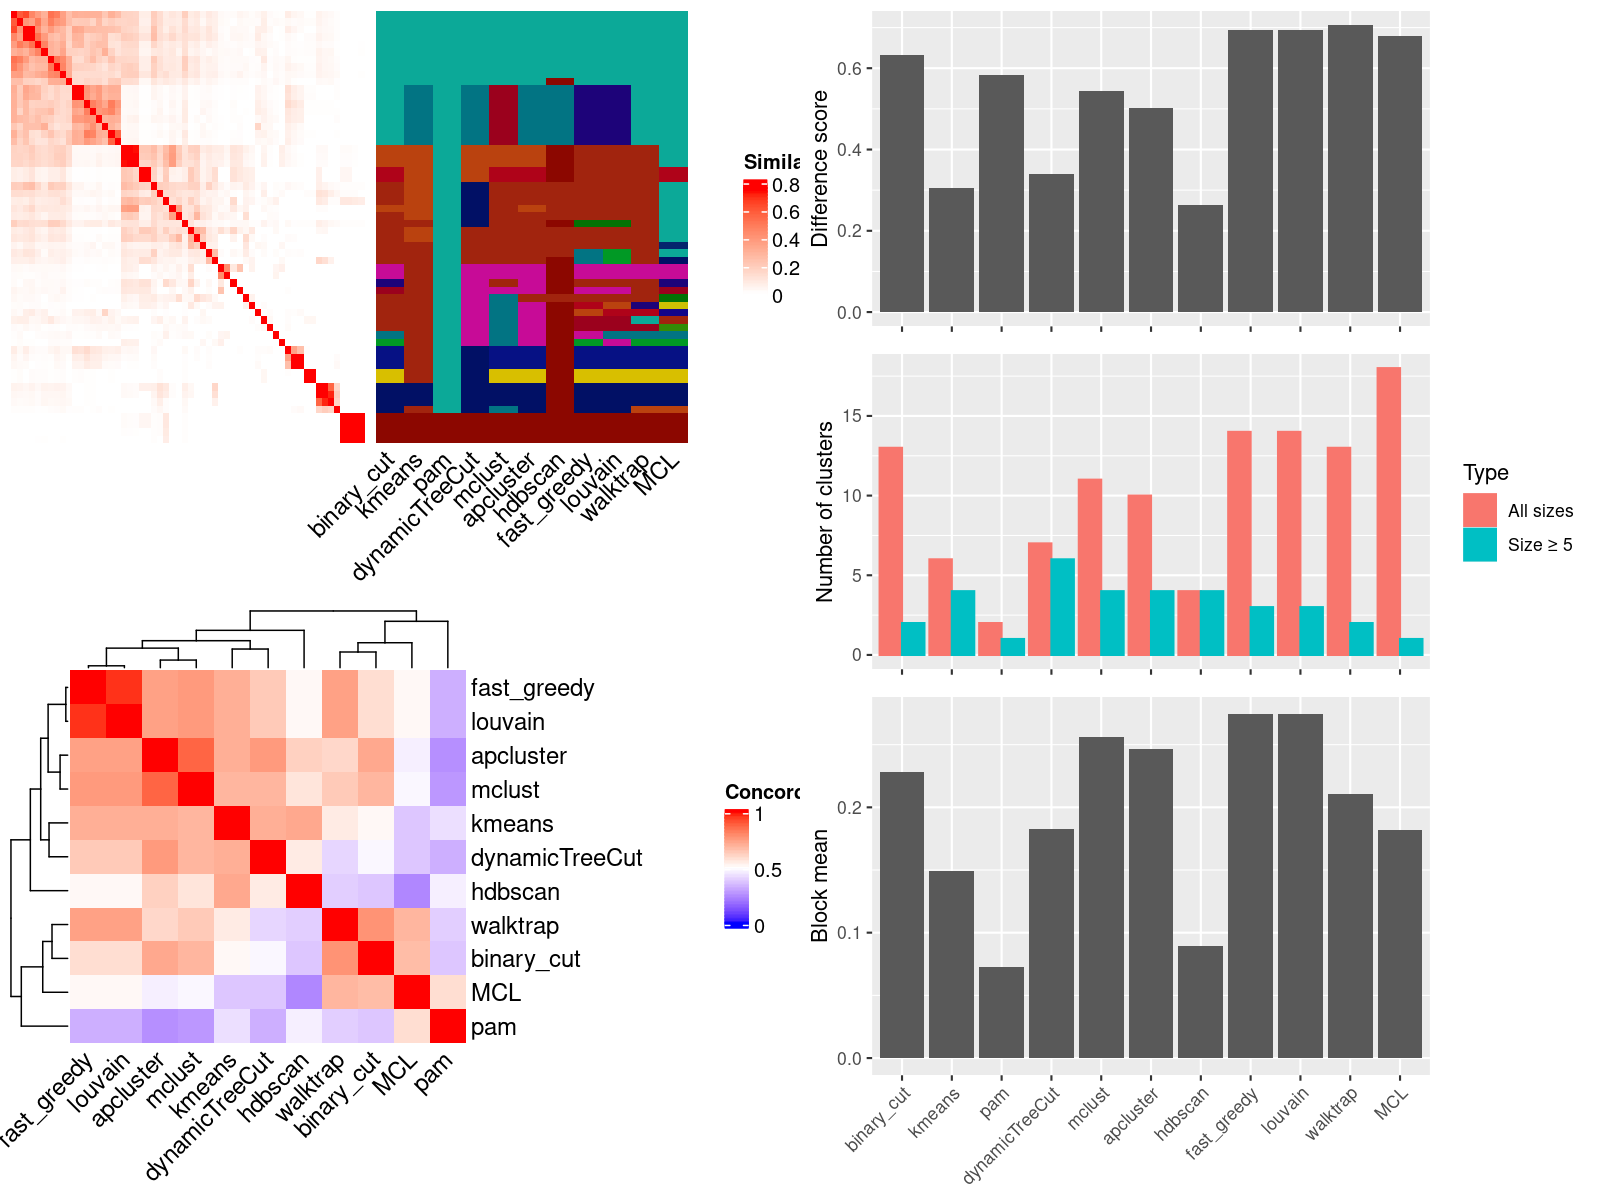 Simila
0.8
0.6
0.4
0.2
0
binary_cut
kmeans
pam
dynamicTreeCut
mclust
apcluster
hdbscan
fast_greedy
louvain
walktrap
MCL
Difference score
0.6
0.4
0.2
0.0
Number of clusters
15
10
5
0
Type
All sizes
Size ≥ 5
fast_greedy
louvain
apcluster
mclust
kmeans
dynamicTreeCut
hdbscan
walktrap
binary_cut
MCL
pam
fast_greedy
louvain
apcluster
mclust
kmeans
dynamicTreeCut
hdbscan
walktrap
binary_cut
MCL
pam
Concord
1
0.5
0
Block mean
0.2
0.1
0.0
binary_cut
kmeans
pam
dynamicTreeCut
mclust
apcluster
hdbscan
fast_greedy
louvain
walktrap
MCL